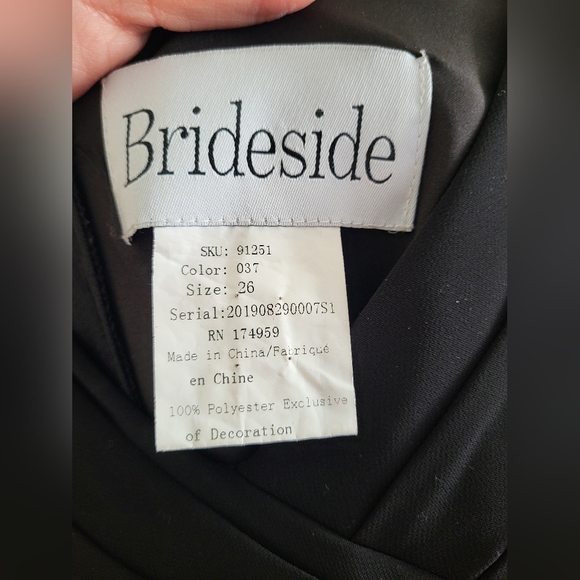 Brideside
SKU: 91251
Color: 037
Size: 26
Serial:201908290007S1
RN 174959
Made in China/Fabriqué
en Chine
100% Polyester Exclusive
of Decoration